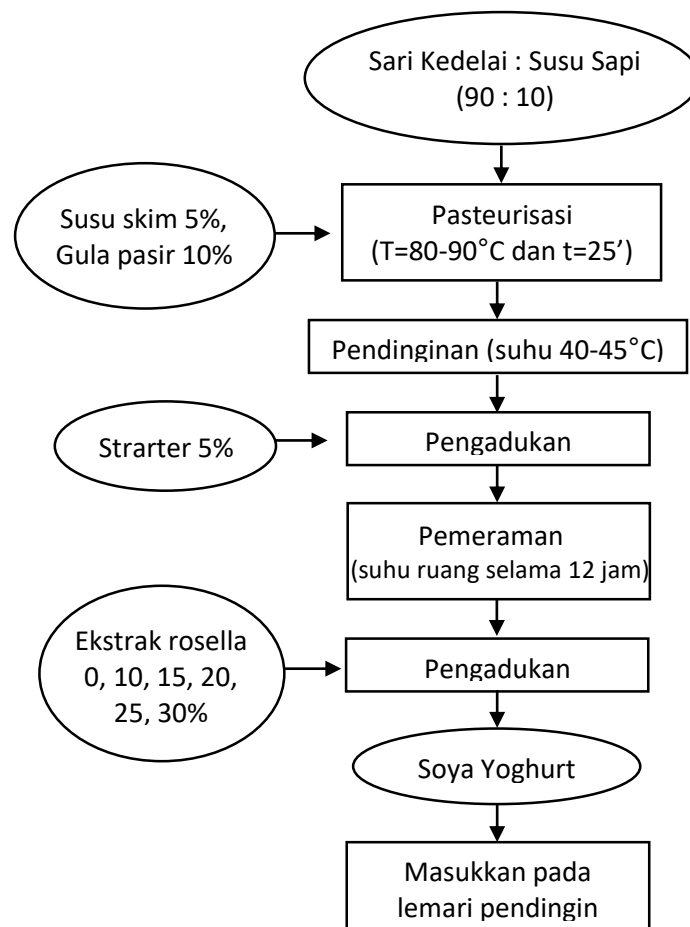 Sari Kedelai : Susu Sapi
(90 : 10)
Susu skim 5%,
Gula pasir 10%
Pasteurisasi
(T=80-90°C dan t=25’)
Pendinginan (suhu 40-45°C)
Strarter 5%
Pengadukan
Pemeraman
(suhu ruang selama 12 jam)
Ekstrak rosella
0, 10, 15, 20,
25, 30%
Pengadukan
Soya Yoghurt
Masukkan pada
lemari pendingin